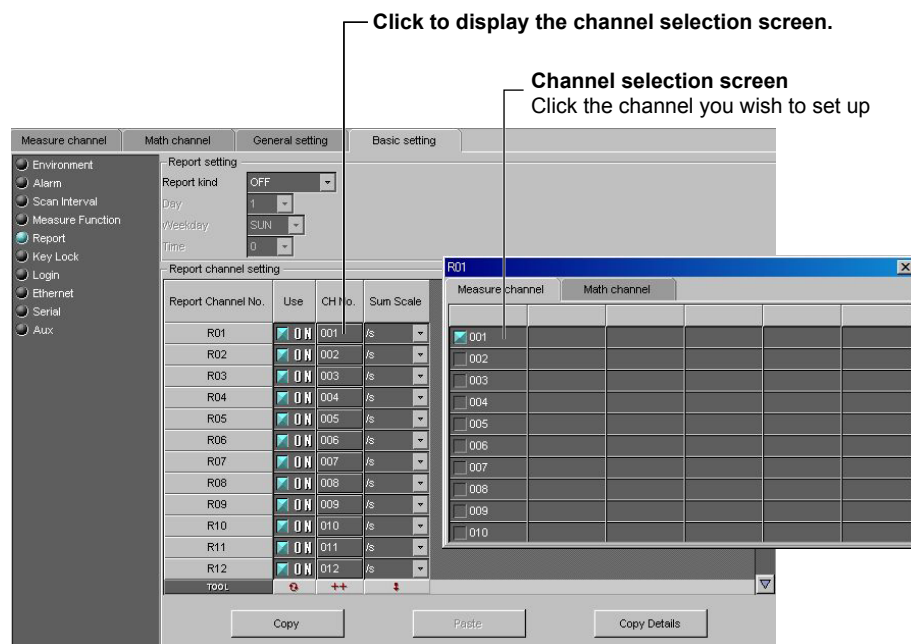 Click to display the channel selection screen.
Channel selection screen
Click the channel you wish to set up
Measure channel Math channel General setting Basic setting
Environment
Alarm
Scan Interval
Measure Function
Report
Key Lock
Login
Ethernet
Serial
Aux
Report setting
Report kind OFF
Day 1
Weekday SUN
Time 0
Report channel setting
Report Channel No. Use CH No. Sum Scale
R01 ON 001 /s
R02 ON 002 /s
R03 ON 003 /s
R04 ON 004 /s
R05 ON 005 /s
R06 ON 006 /s
R07 ON 007 /s
R08 ON 008 /s
R09 ON 009 /s
R10 ON 010 /s
R11 ON 011 /s
R12 ON 012 /s
TOOL ++
R01
Measure channel Math channel
001
002
003
004
005
006
007
008
009
010
Copy Paste Copy Details